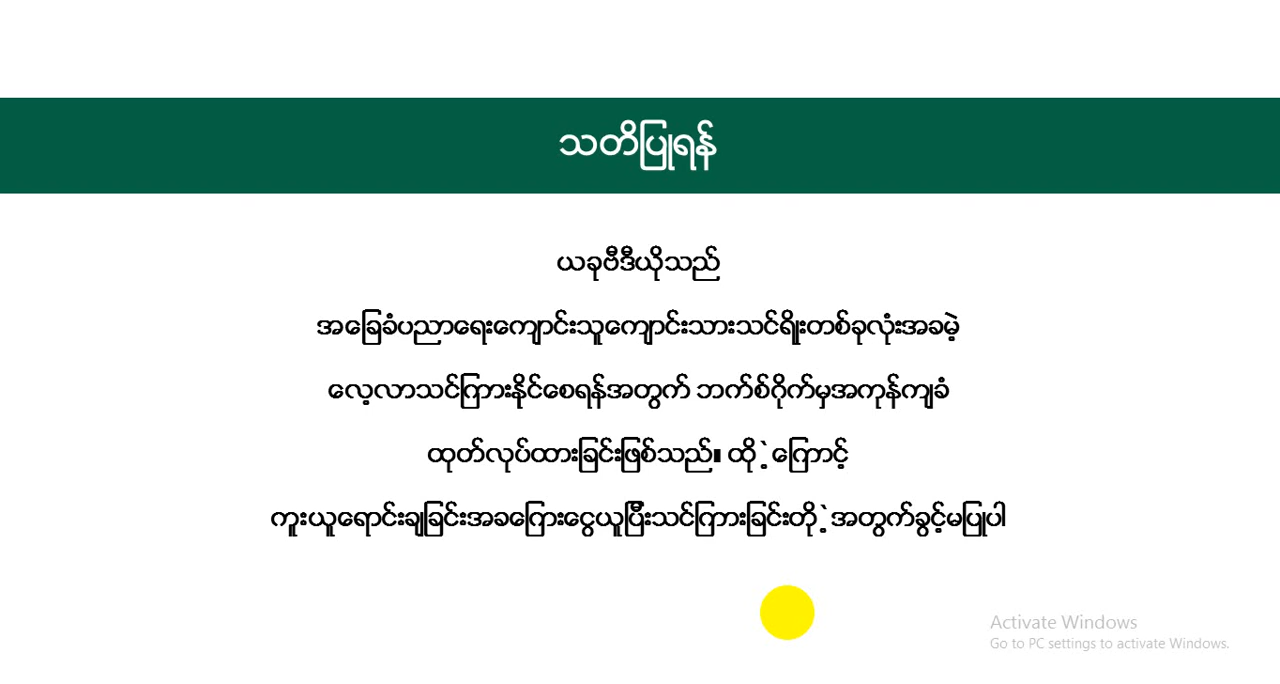 သတိပြုရန်
ယခုဗီဒီယိုသည်
အခြေခံပညာရေးကျောင်းသူကျောင်းသားသင်ရိုးတစ်ခုလုံးအခမဲ့
လေ့လာသင်ကြားနိုင်စေရန်အတွက် ဘက်စ်ဂိုက်မှအကုန်ကျခံ
ထုတ်လုပ်ထားခြင်းဖြစ်သည်။ ထို့ကြောင့်
ကူးယူရောင်းချခြင်းအခကြေးငွေယူပြီးသင်ကြားခြင်းတို့အတွက်ခွင့်မပြုပါ
Activate Windows
Go to PC settings to activate Windows.